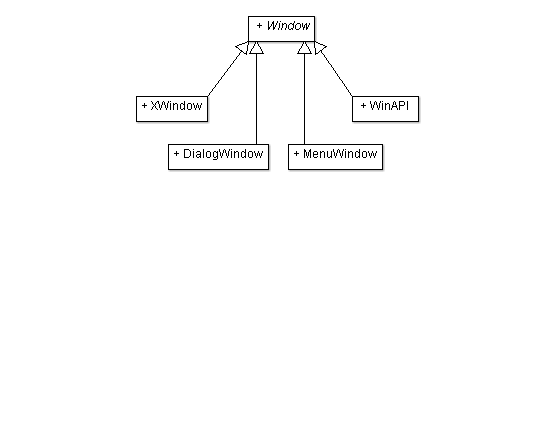 + Window
+ XWindow
+ WinAPI
+ DialogWindow
+ MenuWindow